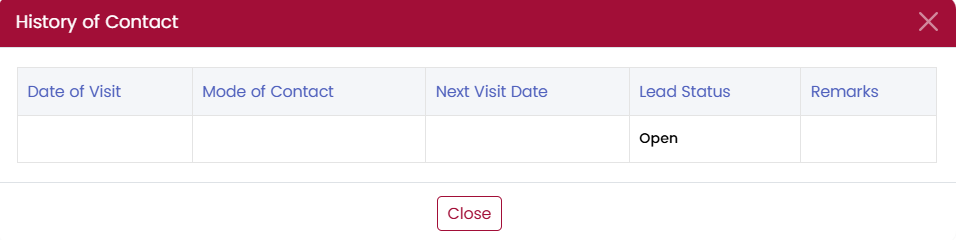 History of Contact
Date of Visit Mode of Contact Next Visit Date Lead Status Remarks
Open
Close